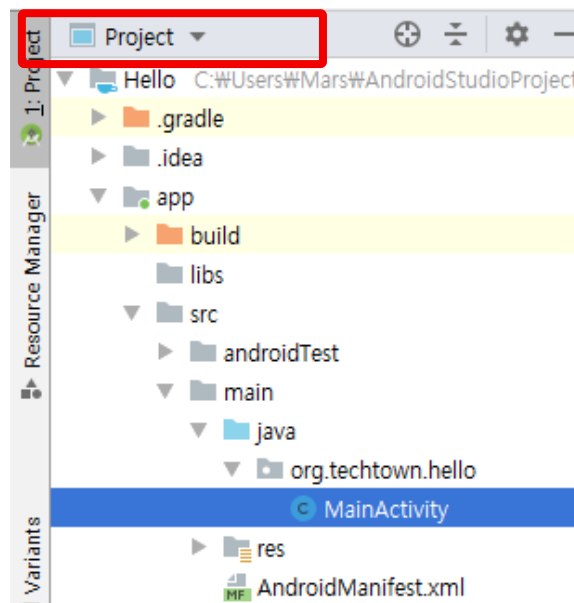 Project
Hello C:₩Users₩Mars₩AndroidStudioProject
.gradle
.idea
app
build
libs
src
androidTest
main
java
org.techtown.hello
C MainActivity
res
MF AndroidManifest.xml
1: Project
Resource Manager
Variants